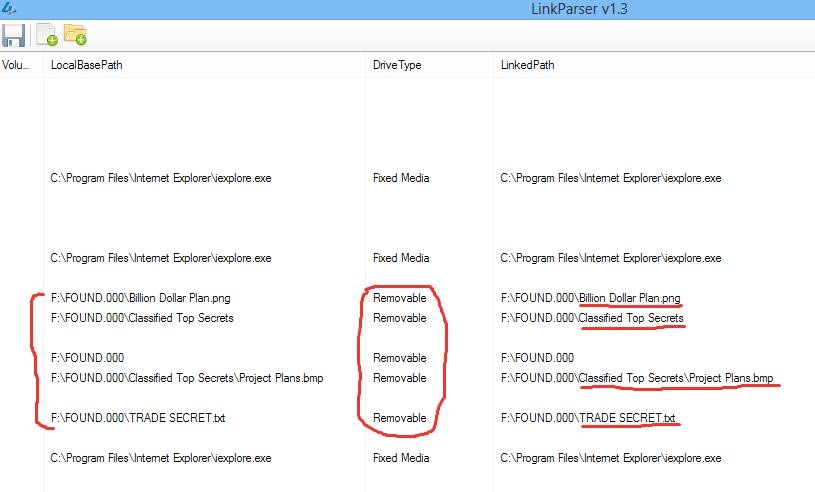 LinkParser v1.3
Volu... LocalBasePath DriveType LinkedPath
C:\Program Files\Internet Explorer\iexplore.exe Fixed Media C:\Program Files\Internet Explorer\iexplore.exe
C:\Program Files\Internet Explorer\iexplore.exe Fixed Media C:\Program Files\Internet Explorer\iexplore.exe
F:\FOUND.000\Billion Dollar Plan.png Removable F:\FOUND.000\Billion Dollar Plan.png
F:\FOUND.000\Classified Top Secrets Removable F:\FOUND.000\Classified Top Secrets
F:\FOUND.000 Removable F:\FOUND.000
F:\FOUND.000\Classified Top Secrets\Project Plans.bmp Removable F:\FOUND.000\Classified Top Secrets\Project Plans.bmp
F:\FOUND.000\TRADE SECRET.txt Removable F:\FOUND.000\TRADE SECRET.txt
C:\Program Files\Internet Explorer\iexplore.exe Fixed Media C:\Program Files\Internet Explorer\iexplore.exe